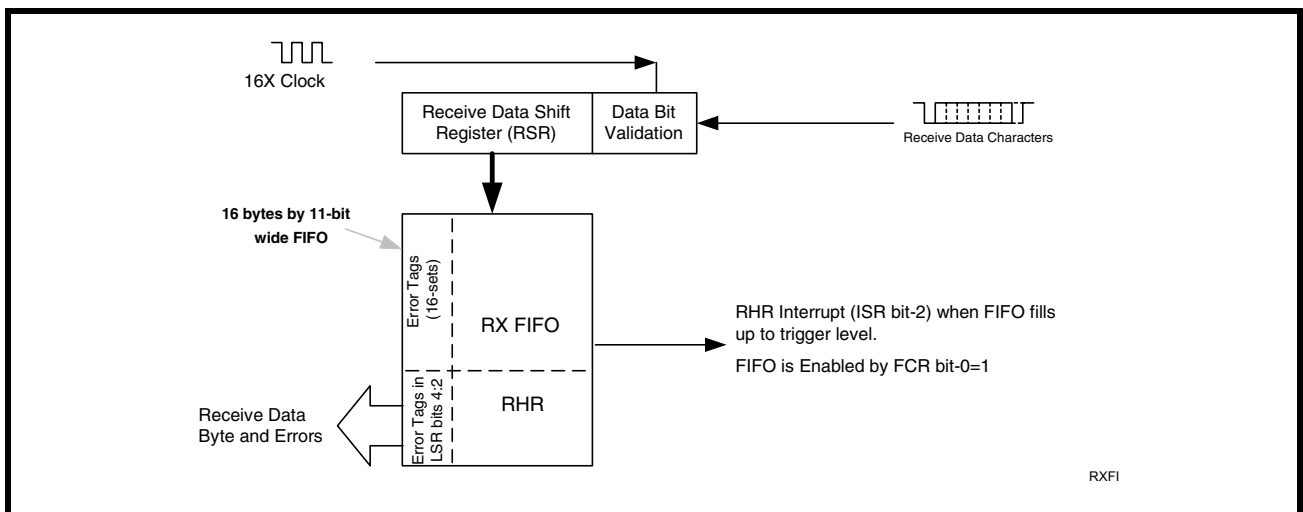 16X Clock
Receive Data Shift
Register (RSR)
Data Bit
Validation
Receive Data Characters
16 bytes by 11-bit
wide FIFO
Error Tags
(16-sets)
RX FIFO
RHR Interrupt (ISR bit-2) when FIFO fills
up to trigger level.
FIFO is Enabled by FCR bit-0=1
Error Tags in
LSR bits 4:2
RHR
Receive Data
Byte and Errors
RXFI